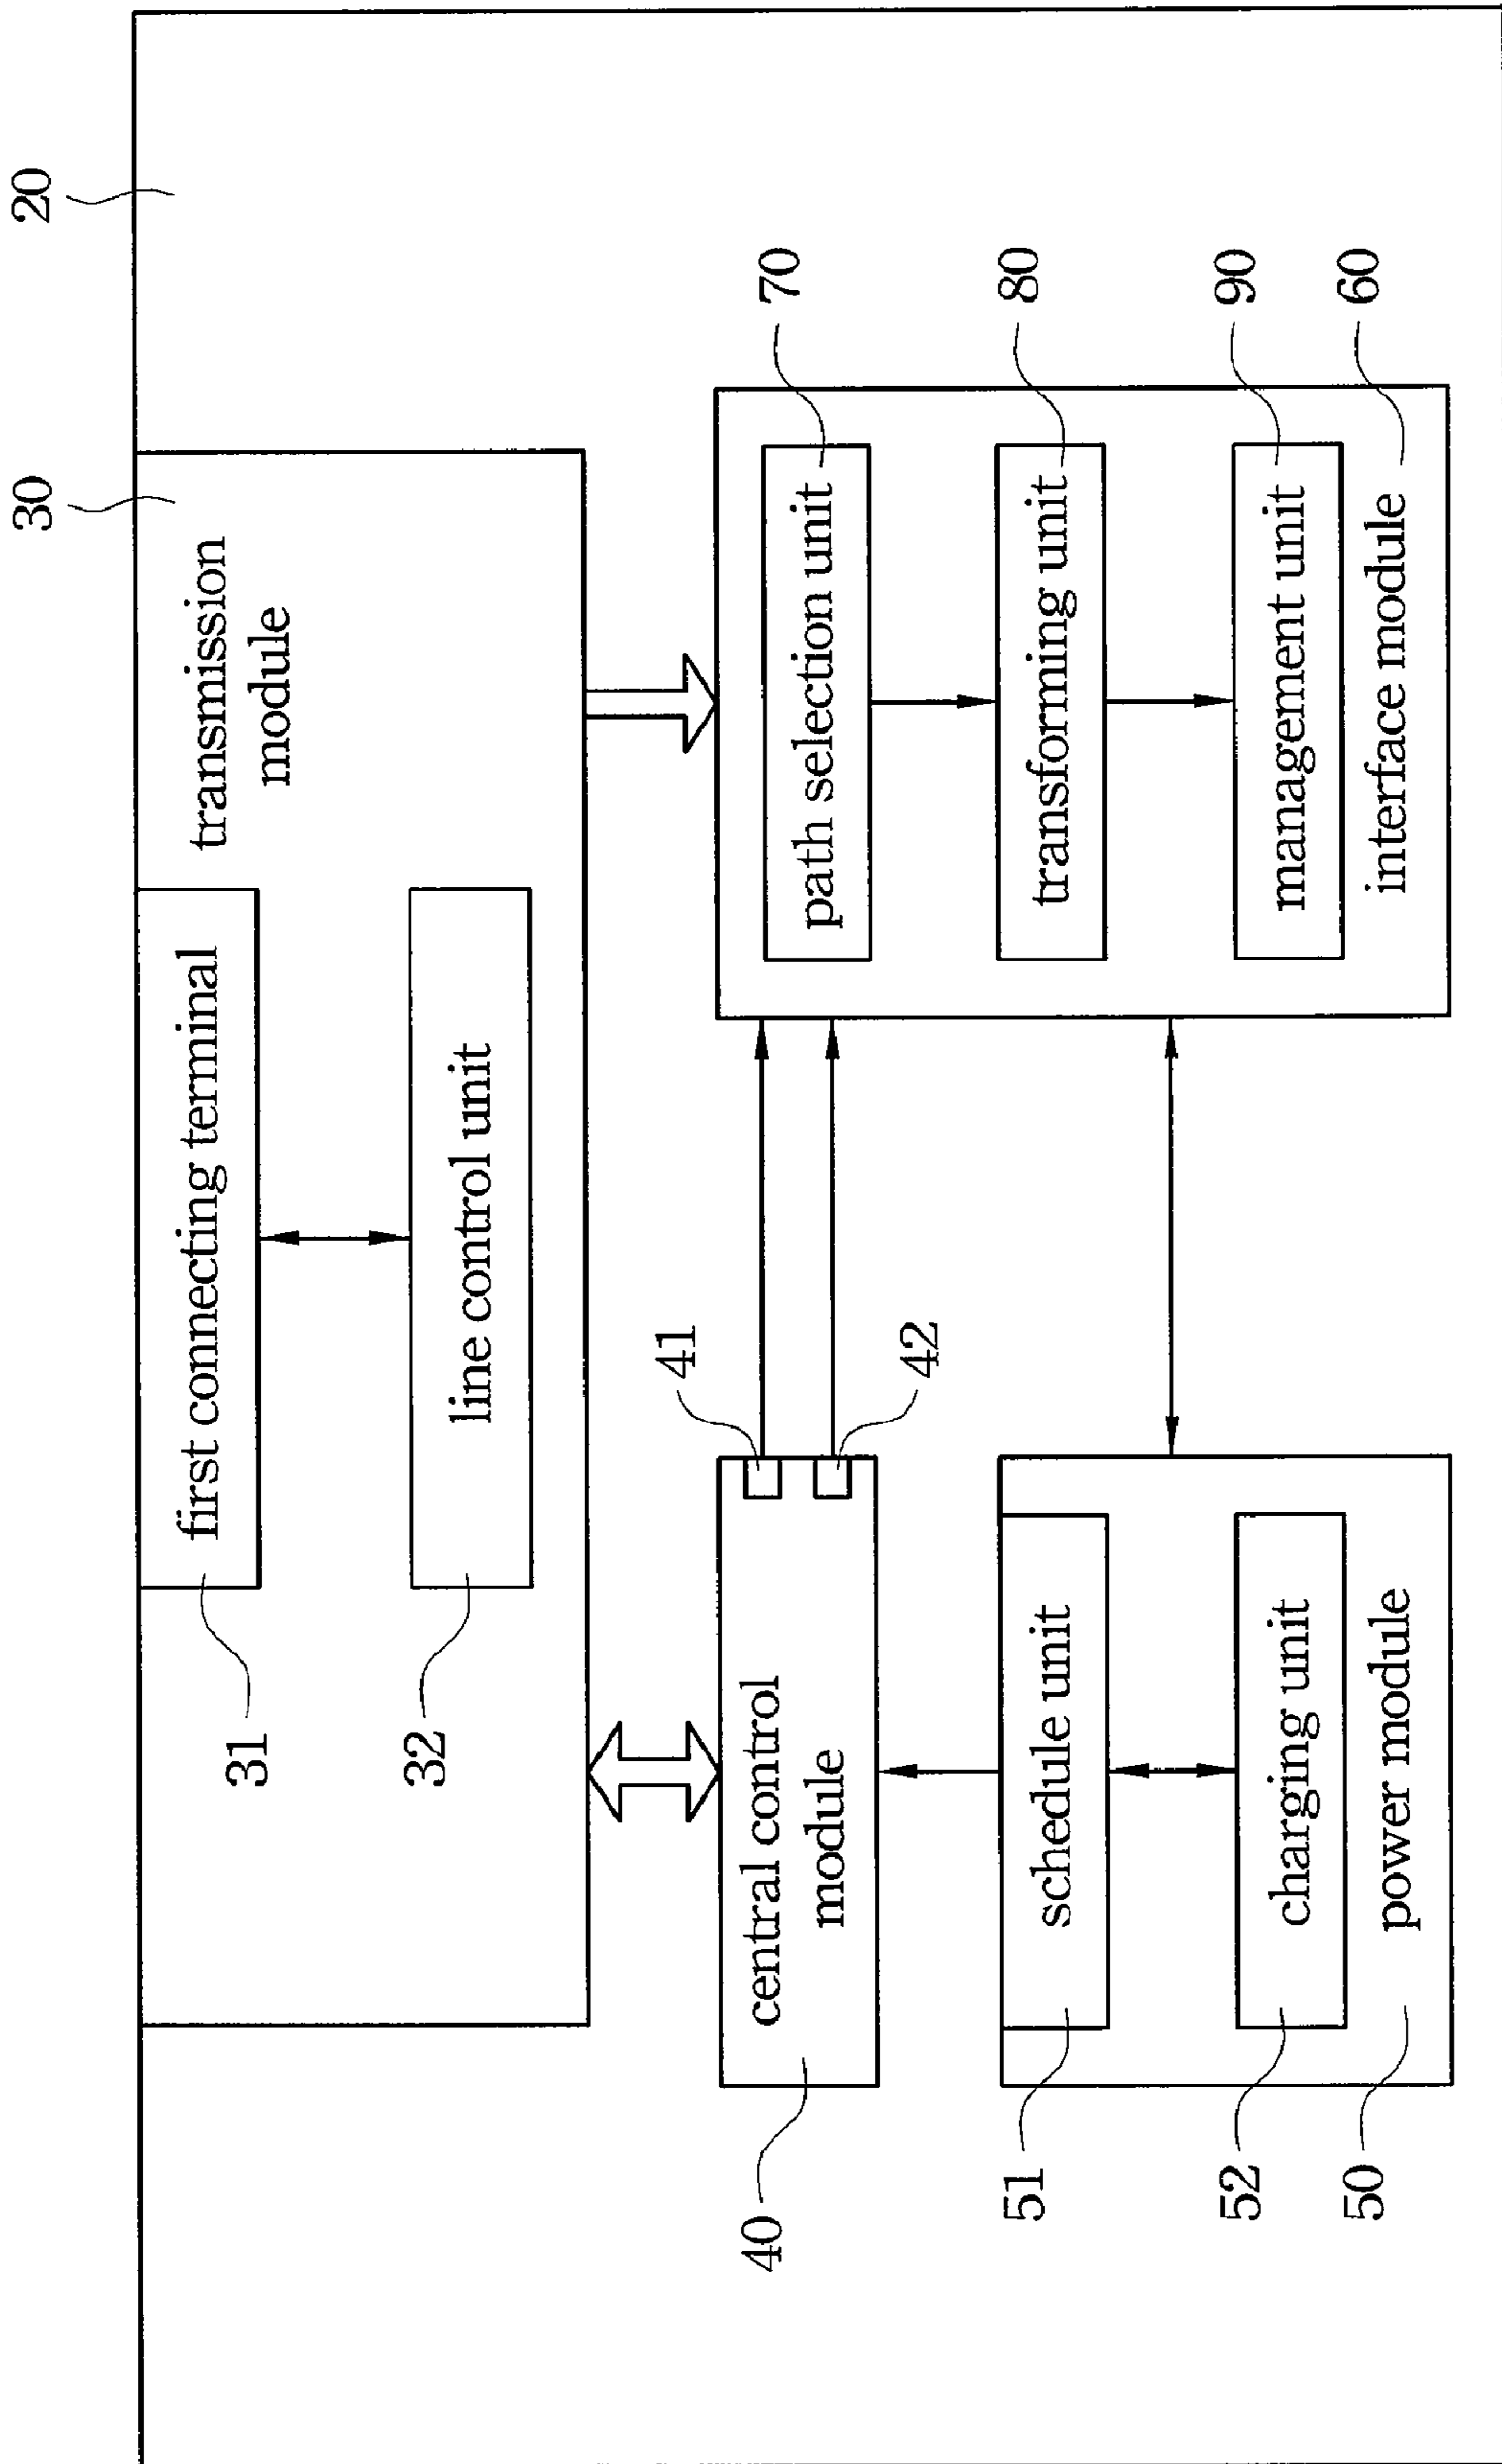 20
30
transmission
module
first connecting terminal
31
line control unit
32
central control
module
40
41
42
schedule unit
51
charging unit
52
power module
50
path selection unit
70
transforming unit
80
management unit
90
interface module
60